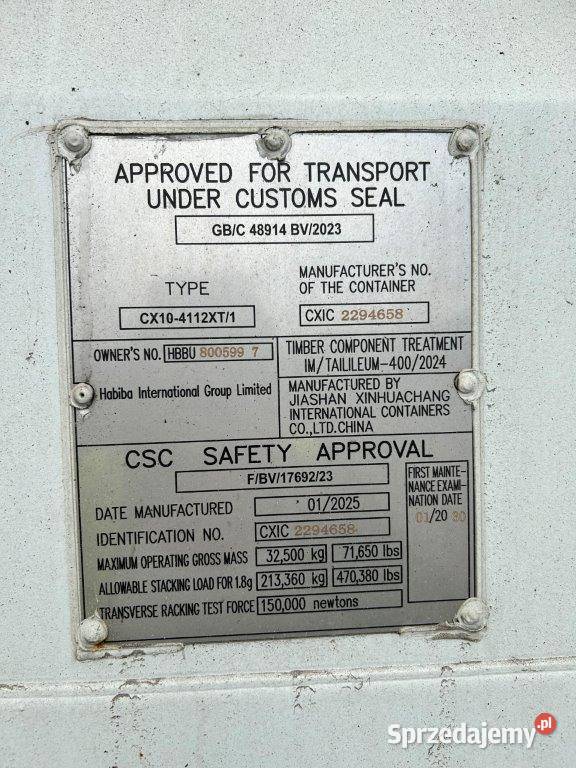 APPROVED FOR TRANSPORT
UNDER CUSTOMS SEAL
GB/C 48914 BV/2023
TYPE
CX10-4112XT/1
MANUFACTURER'S NO.
OF THE CONTAINER
CXIC 2294658
OWNER'S NO. HBBU 800599 7
Habiba International Group Limited
TIMBER COMPONENT TREATMENT
IM/TAILILEUM-400/2024
MANUFACTURED BY
JIASHAN XINHUACHANG
INTERNATIONAL CONTAINERS
CO.,LTD.CHINA
CSC SAFETY APPROVAL
F/BV/17692/23
DATE MANUFACTURED 01/2025
IDENTIFICATION NO. CXIC 2294658
MAXIMUM OPERATING GROSS MASS 32,500 kg 71,650 lbs
ALLOWABLE STACKING LOAD FOR 1.8g 213,360 kg 470,380 lbs
TRANSVERSE RACKING TEST FORCE 150,000 newtons
FIRST MAINTE-
NANCE EXAMI-
NATION DATE
01/20 30
Sprzedajemy.pl